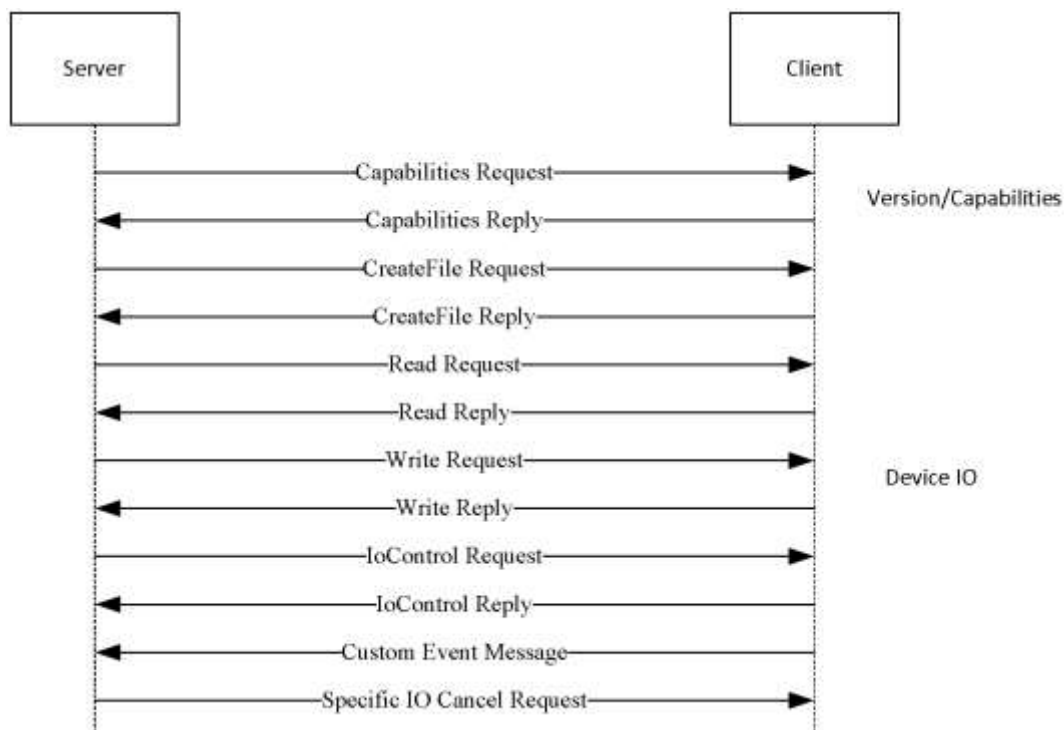 Server
Client
Capabilities Request
Version/Capabilities
Capabilities Reply
CreateFile Request
CreateFile Reply
Read Request
Read Reply
Write Request
Device IO
Write Reply
IoControl Request
IoControl Reply
Custom Event Message
Specific IO Cancel Request